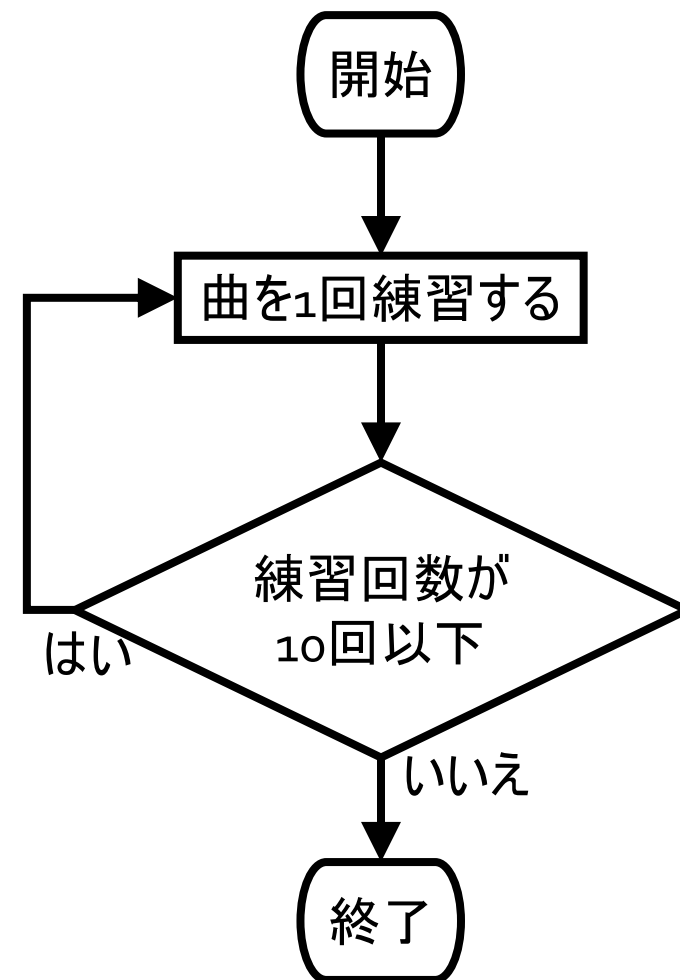 開始
曲を1回練習する
練習回数が
10回以下
はい
いいえ
終了